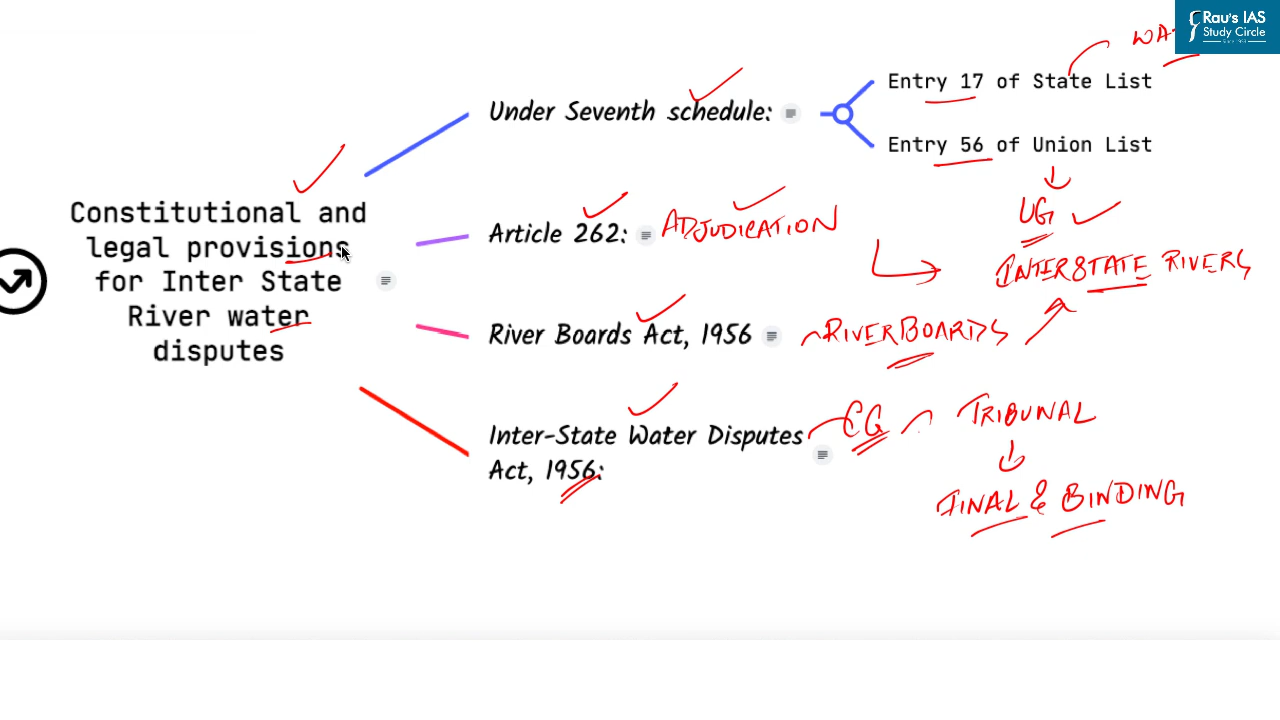 Rau's IAS
Study Circle
Entry 17 of State List
Under Seventh schedule:
Entry 56 of Union List
UG
Constitutional and
legal provisions
for Inter State
River water
disputes
Article 262: ADJUDICATION
INTERSTATE RIVERS
River Boards Act, 1956 RIVER BOARDS
Inter-State Water Disputes CG TRIBUNAL
Act, 1956:
FINAL & BINDING